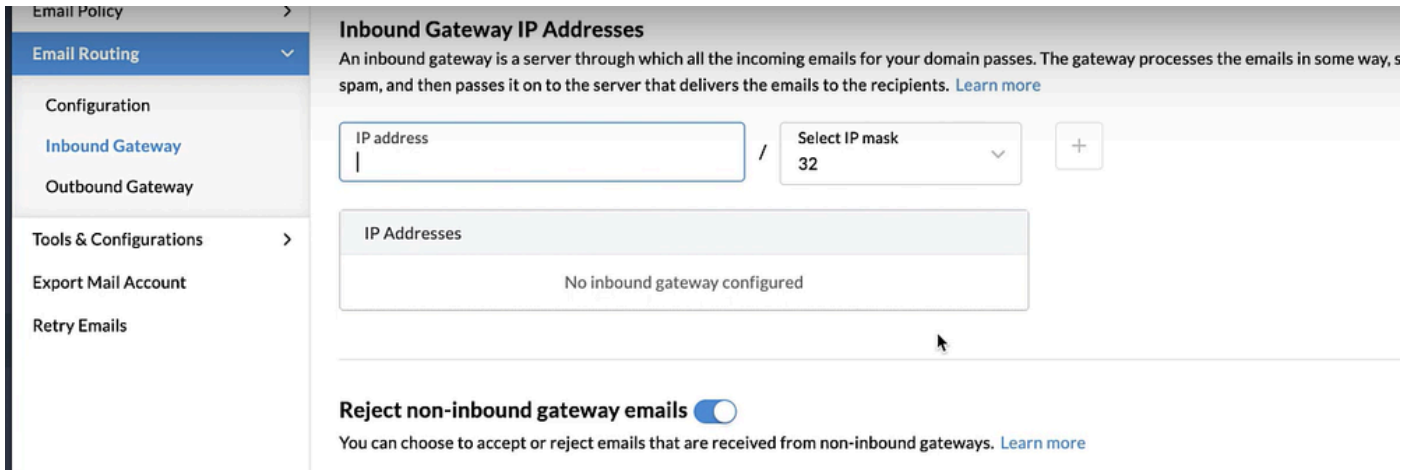 Email Policy
Email Routing
Configuration
Inbound Gateway
Outbound Gateway
Tools & Configurations
Export Mail Account
Retry Emails
Inbound Gateway IP Addresses
An inbound gateway is a server through which all the incoming emails for your domain passes. The gateway processes the emails in some way, s
spam, and then passes it on to the server that delivers the emails to the recipients. Learn more
IP address
/
Select IP mask
32
+
IP Addresses
No inbound gateway configured
Reject non-inbound gateway emails
You can choose to accept or reject emails that are received from non-inbound gateways. Learn more